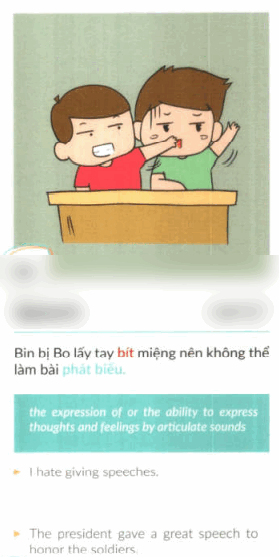 Bin bị Bo lấy tay bít miệng nên không thể
làm bài phát biểu.
the expression of or the ability to express
thoughts and feelings by articulate sounds
I hate giving speeches.
The president gave a great speech to
honor the soldiers.